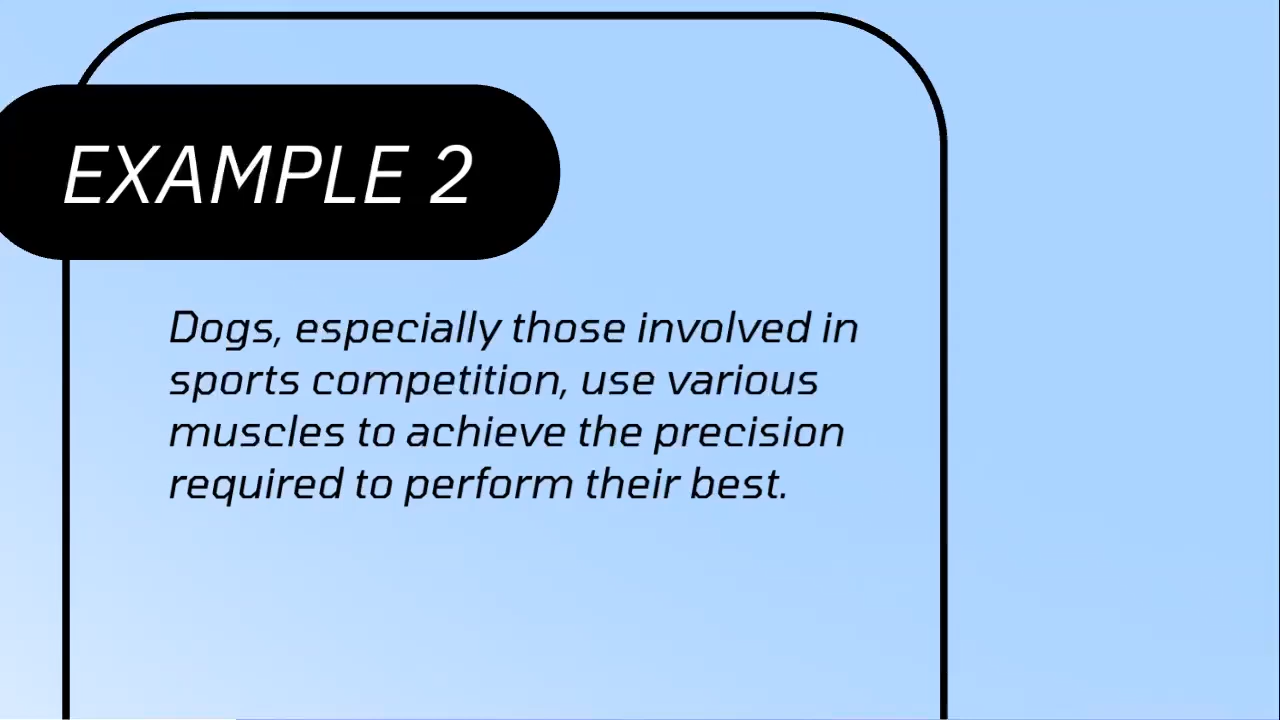 EXAMPLE 2
Dogs, especially those involved in
sports competition, use various
muscles to achieve the precision
required to perform their best.